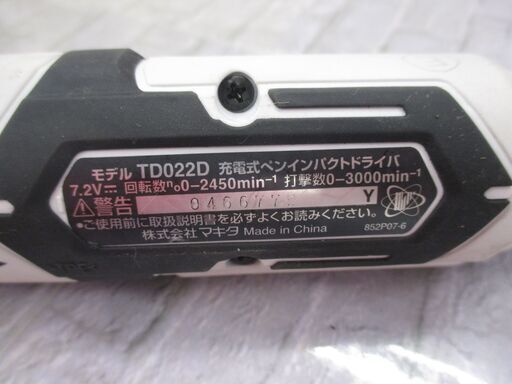 モデル TD022D 充電式ペンインパクトドライバ
7.2V⎓ 回転数 n₀0-2450min⁻¹ 打撃数0-3000min⁻¹
⚠警告 Y
●ご使用前に取扱説明書を必ずよくお読みください。
株式会社 マキタ Made in China 852P07-6